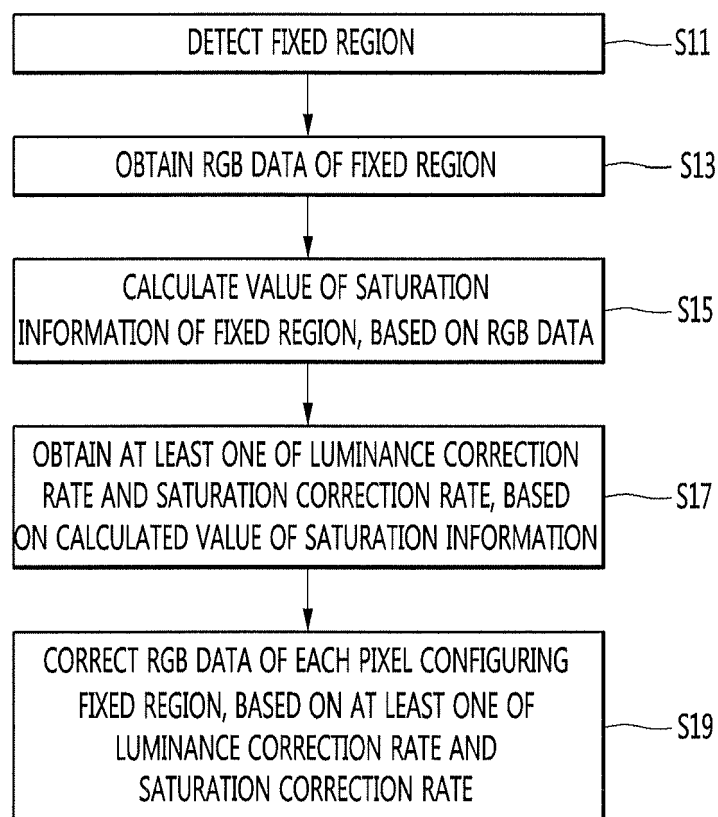 DETECT FIXED REGION
S11
OBTAIN RGB DATA OF FIXED REGION
S13
CALCULATE VALUE OF SATURATION
INFORMATION OF FIXED REGION, BASED ON RGB DATA
S15
OBTAIN AT LEAST ONE OF LUMINANCE CORRECTION
RATE AND SATURATION CORRECTION RATE, BASED
ON CALCULATED VALUE OF SATURATION INFORMATION
S17
CORRECT RGB DATA OF EACH PIXEL CONFIGURING
FIXED REGION, BASED ON AT LEAST ONE OF
LUMINANCE CORRECTION RATE AND
SATURATION CORRECTION RATE
S19